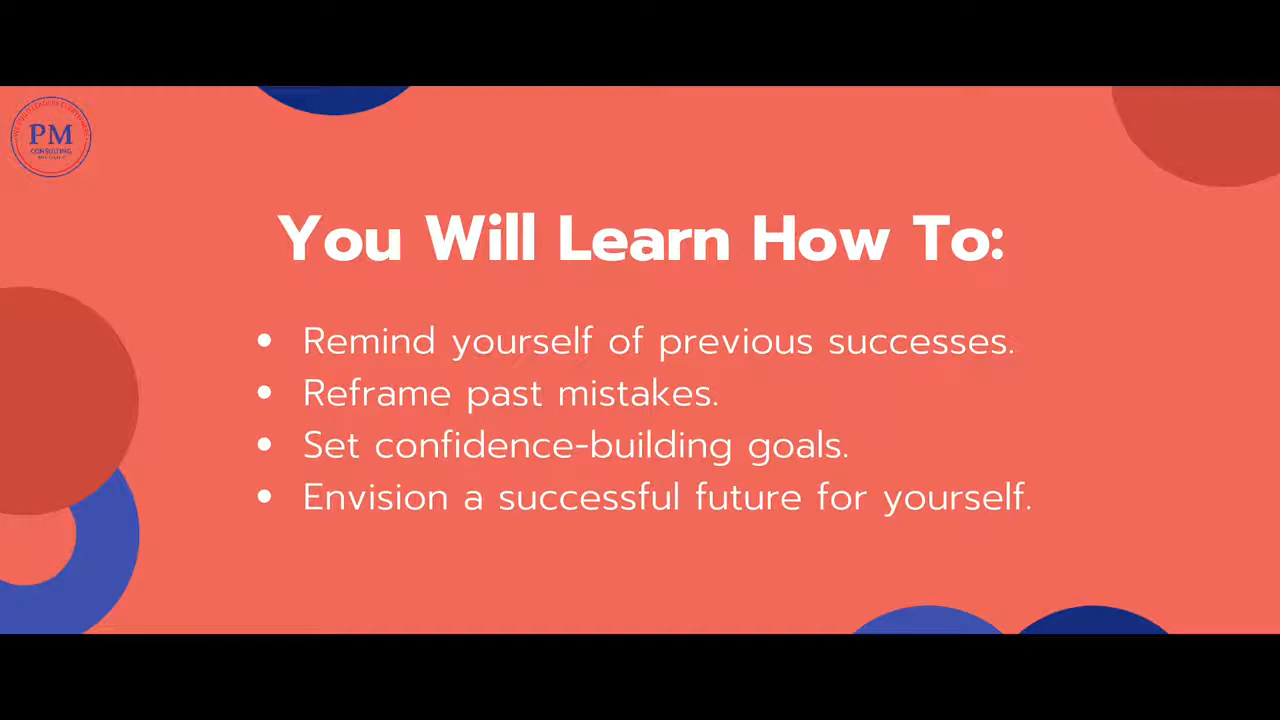 PM
CONSULTING
You Will Learn How To:
Remind yourself of previous successes.
Reframe past mistakes.
Set confidence-building goals.
Envision a successful future for yourself.